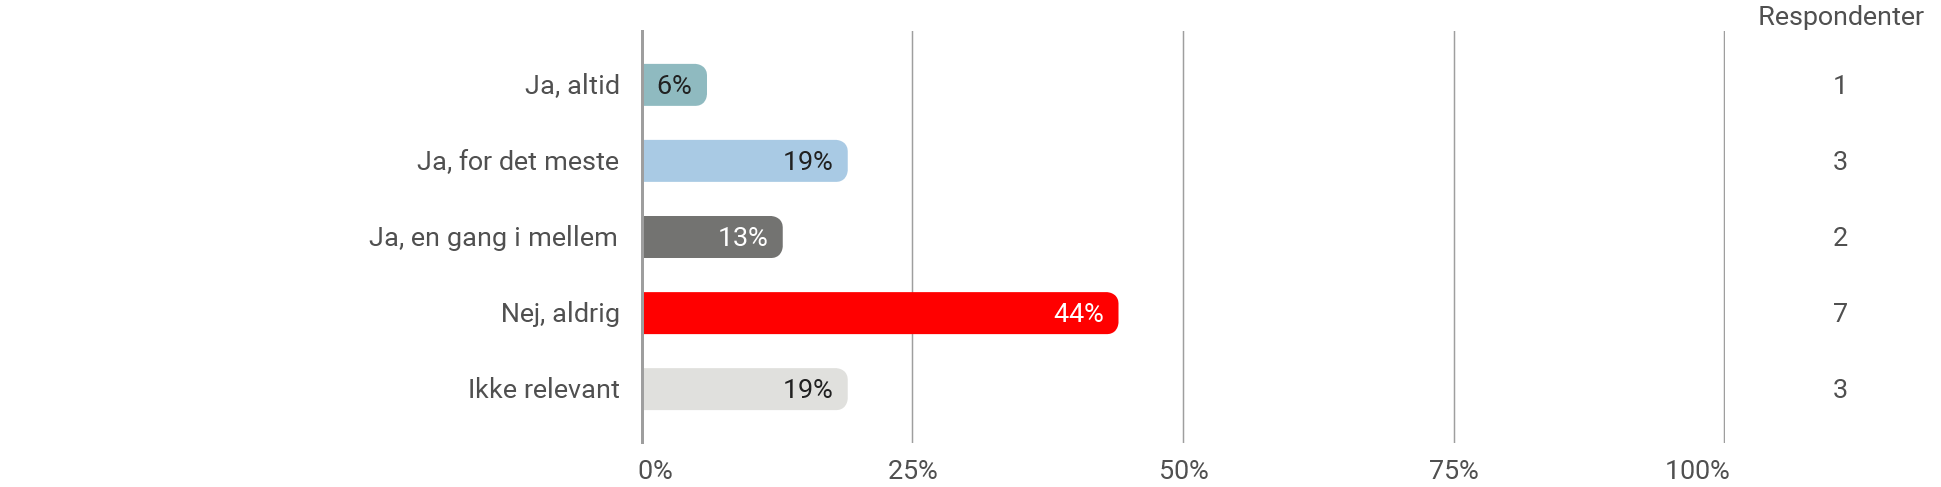 Respondenter
Ja, altid 6% 1
Ja, for det meste 19% 3
Ja, en gang i mellem 13% 2
Nej, aldrig 44% 7
Ikke relevant 19% 3
0% 25% 50% 75% 100%